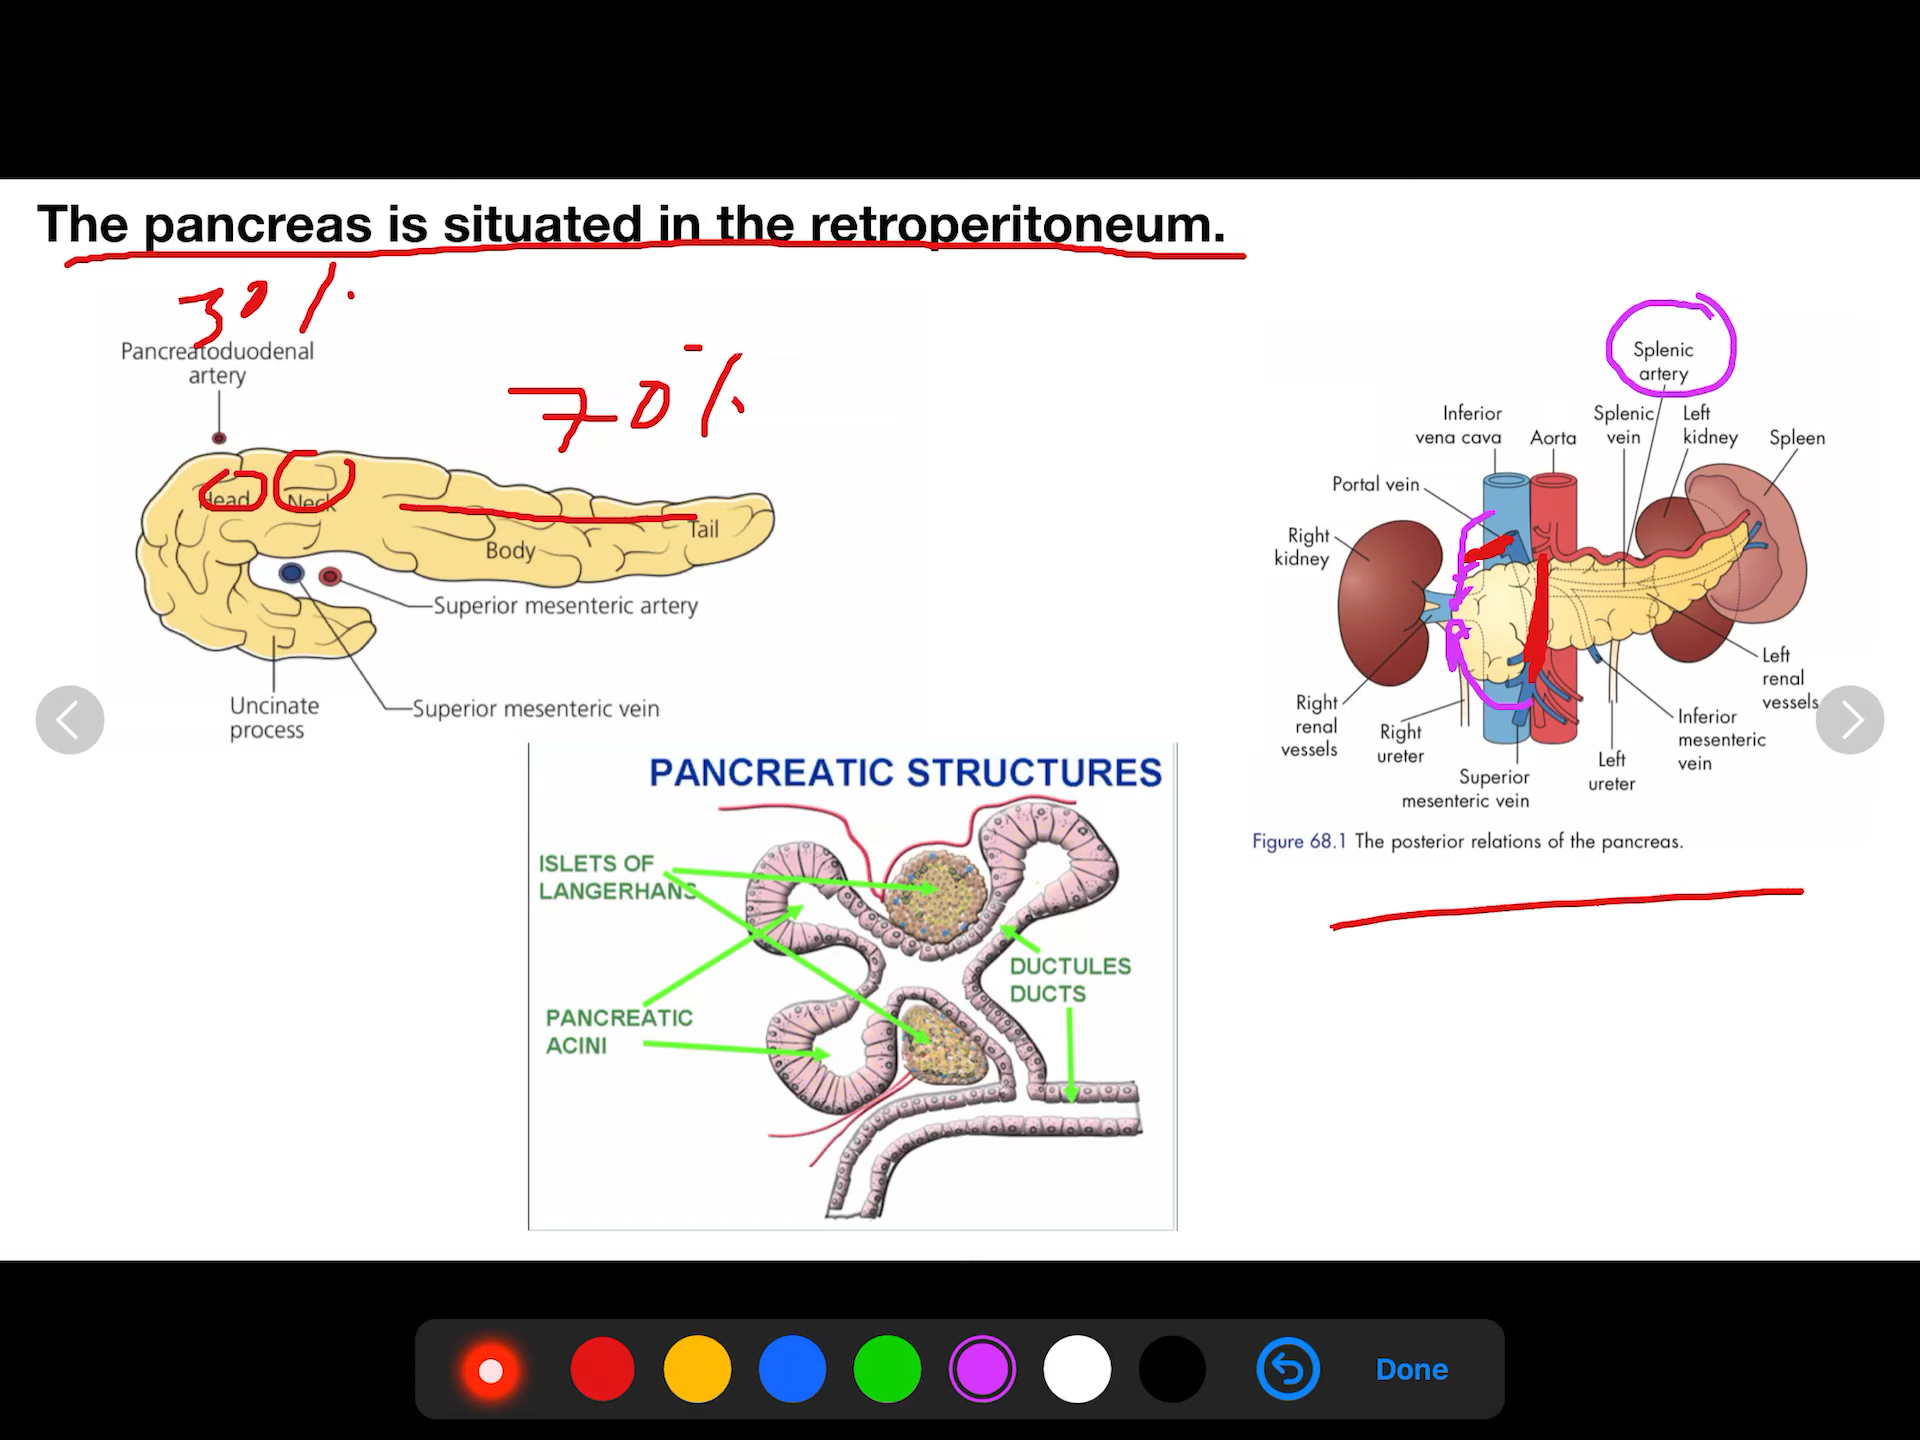 The pancreas is situated in the retroperitoneum.
30%
Pancreatoduodenal
artery
70%
Head
Neck
Body
Tail
Superior mesenteric artery
Uncinate
process
Superior mesenteric vein
Splenic
artery
Inferior
vena cava
Aorta
Splenic
vein
Left
kidney
Spleen
Portal vein
Right
kidney
Left
renal
vessels
Right
renal
vessels
Right
ureter
Superior
mesenteric vein
Left
ureter
Inferior
mesenteric
vein
Figure 68.1 The posterior relations of the pancreas.
PANCREATIC STRUCTURES
ISLETS OF
LANGERHANS
PANCREATIC
ACINI
DUCTULES
DUCTS
Done